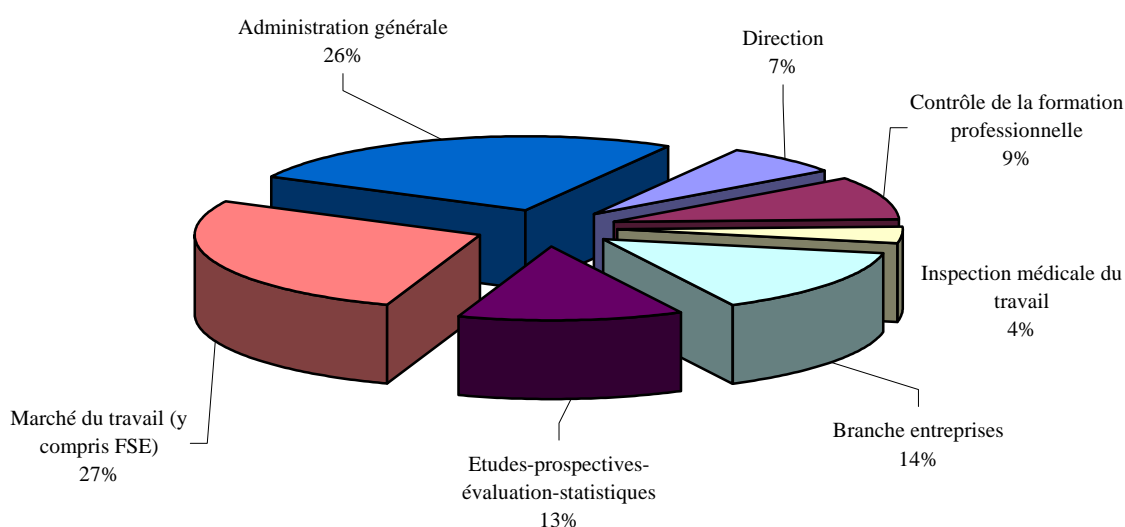 Administration générale
26%
Direction
7%
Contrôle de la formation
professionnelle
9%
Inspection médicale du
travail
4%
Branche entreprises
14%
Etudes-prospectives-
évaluation-statistiques
13%
Marché du travail (y
compris FSE)
27%